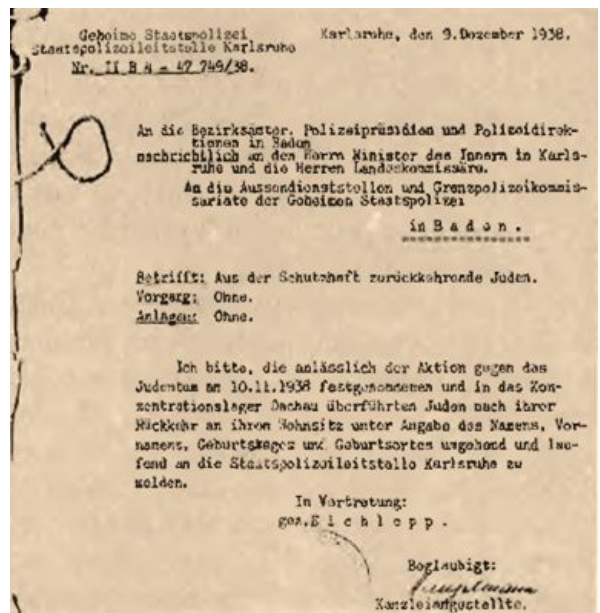 Geheime Staatspolizei
Staatspolizeileitstelle Karlsruhe
Nr. II B 4 - 47 749/38.
Karlsruhe, den 9.Dezember 1938.
An die Bezirksämter, Polizeipräsidien und Polizeidirek-
tionen in Baden
nachrichtlich an den Herrn Minister des Innern in Karls-
ruhe und die Herren Landeskommissäre.
An die Aussendienststellen und Grenzpolizeikommis-
sariate der Geheimen Staatspolizei
in Baden.
Betrifft: Aus der Schutzhaft zurückkehrende Juden.
Vorgang: Ohne.
Anlagen: Ohne.
Ich bitte, die anlässlich der Aktion gegen das
Judentum am 10.11.1938 festgenommenen und in das Kon-
zentrationslager Dachau überführten Juden nach ihrer
Rückkehr an ihren Wohnsitz unter Angabe des Namens, Vor-
namens, Geburtstages und Geburtsortes umgehend und lau-
fend an die Staatspolizeileitstelle Karlsruhe zu
melden.
In Vertretung:
gez.Eichlepp.
Beglaubigt:
Kanzleiangestellte.